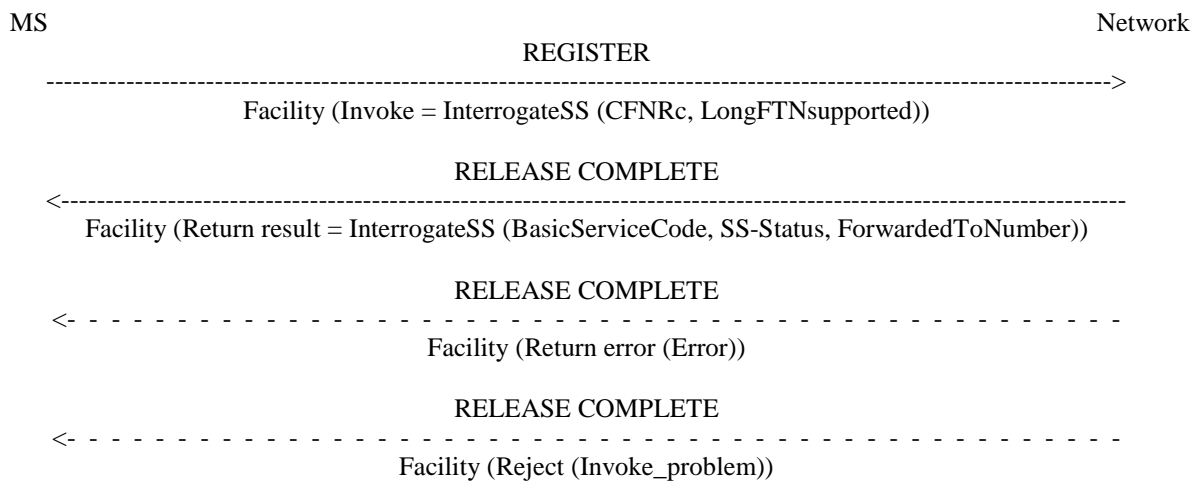 MS Network
REGISTER
Facility (Invoke = InterrogateSS (CFNRc, LongFTNsupported))
RELEASE COMPLETE
Facility (Return result = InterrogateSS (BasicServiceCode, SS-Status, ForwardedToNumber))
RELEASE COMPLETE
Facility (Return error (Error))
RELEASE COMPLETE
Facility (Reject (Invoke_problem))